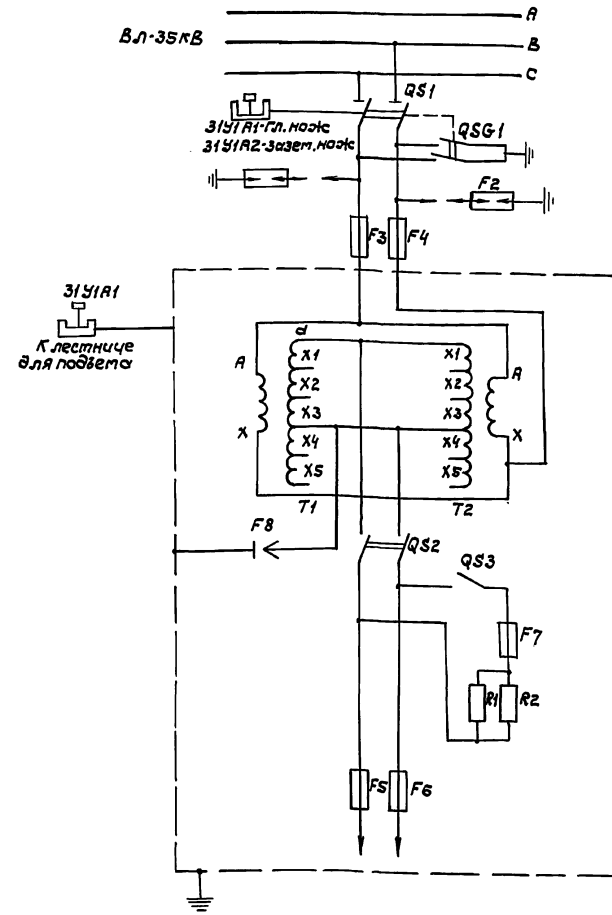 A
ВЛ-35кВ
B
C
QS1
31У1А1-Гл. нож
31У1А2-Зазем. нож
QSG1
F2
F3
F4
31У1А1
К лестнице
для подъема
d
X1
X1
A
X2
X2
A
X3
X3
X
X4
X4
X
X5
X5
T1
T2
F8
QS2
QS3
F7
R1
R2
F5
F6